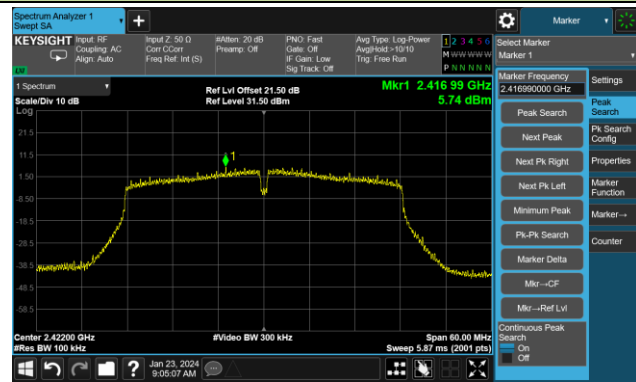 Spectrum Analyzer 1
Swept SA
+
Marker
KEYSIGHT Input: RF
Coupling: AC
Align: Auto
Input Z: 50 Ω
Corr CCorr
Freq Ref: Int (S)
#Atten: 20 dB
Preamp: Off
PNO: Fast
Gate: Off
IF Gain: Low
Sig Track: Off
Avg Type: Log-Power
Avg|Hold:>10/10
Trig: Free Run
1 2 3 4 5 6
M W W W W W
P N N N N N
LW
Select Marker
Marker 1
1 Spectrum
Scale/Div 10 dB
Log
Ref Lvl Offset 21.50 dB
Ref Level 31.50 dBm
Mkr1 2.416 99 GHz
5.74 dBm
21.5
11.5
1.50
-8.50
-18.5
-28.5
-38.5
-48.5
-58.5
1
Center 2.42200 GHz
#Res BW 100 kHz
#Video BW 300 kHz
Span 60.00 MHz
Sweep 5.87 ms (2001 pts)
Marker Frequency
2.416990000 GHz
Peak Search
Next Peak
Next Pk Right
Next Pk Left
Minimum Peak
Pk-Pk Search
Marker Delta
Mkr→CF
Mkr→Ref Lvl
Continuous Peak
Search
On
Off
Settings
Peak
Search
Pk Search
Config
Properties
Marker
Function
Marker→
Counter
?
Jan 23, 2024
9:05:07 AM